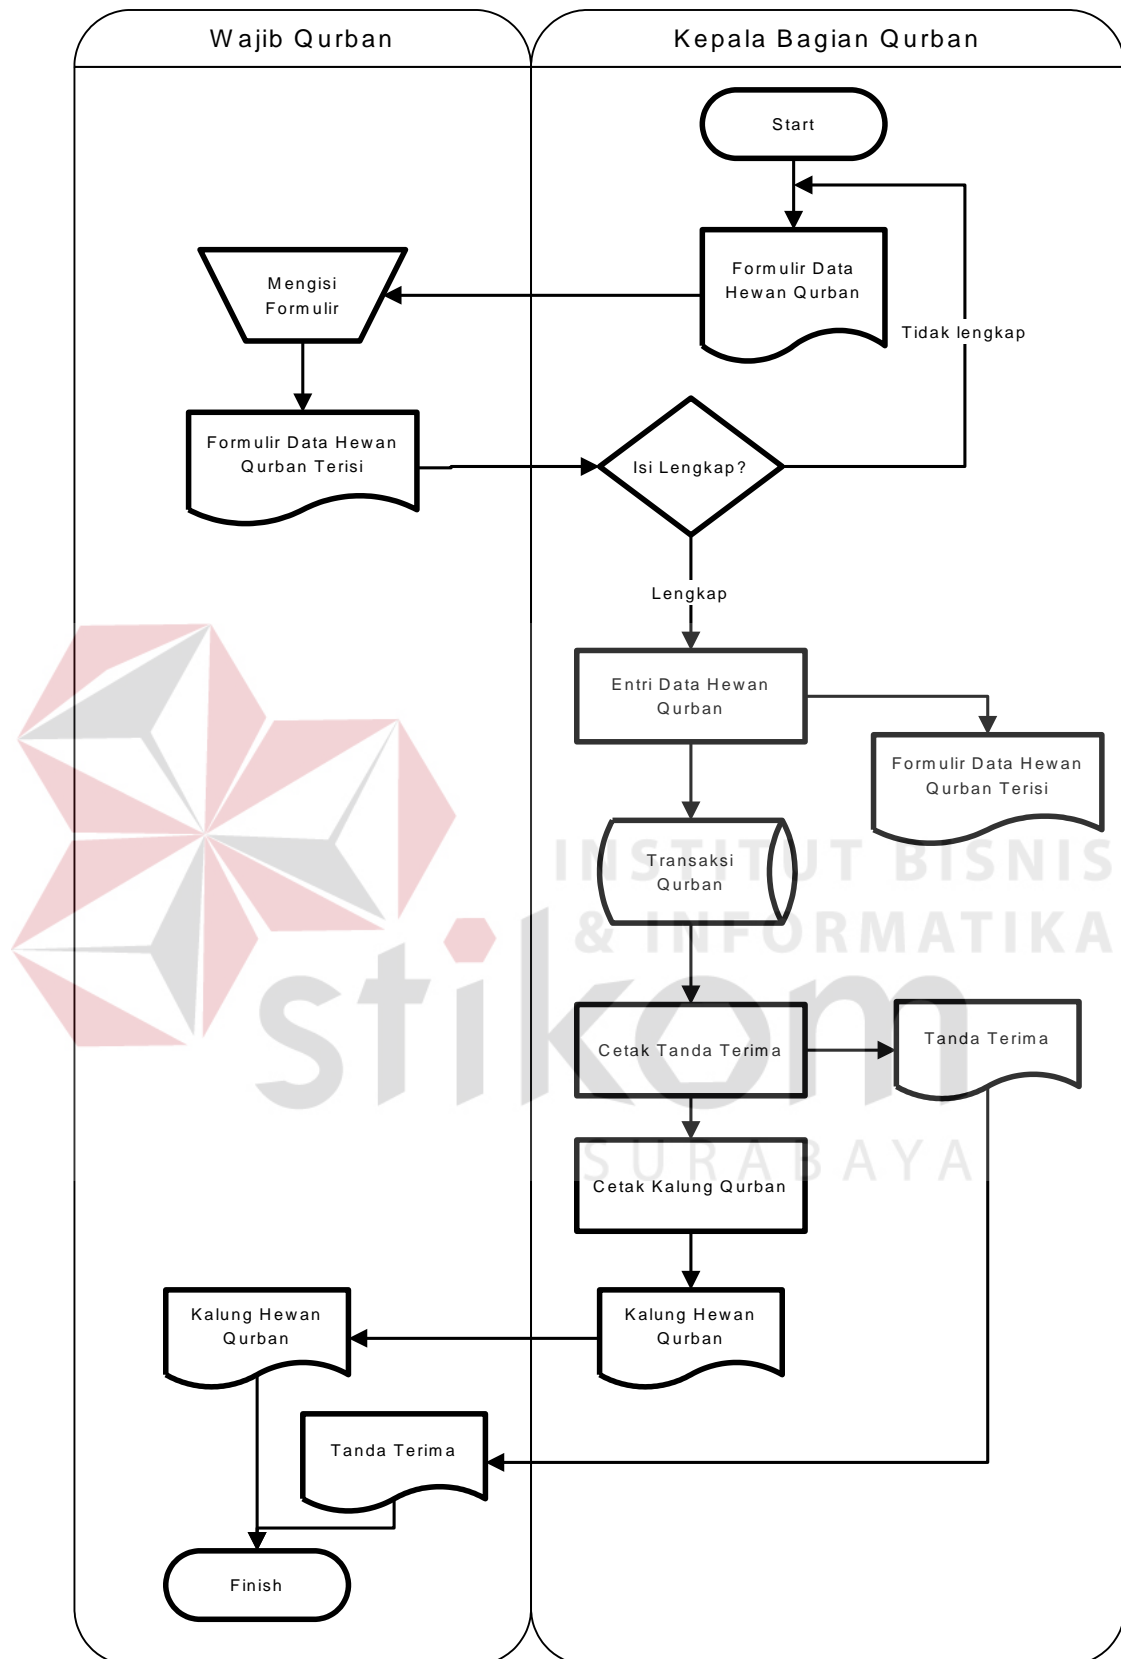 Wajib Qurban
Kepala Bagian Qurban
Start
Formulir Data
Hewan Qurban
Mengisi
Formulir
Tidak lengkap
Formulir Data Hewan
Qurban Terisi
Isi Lengkap?
Lengkap
Entri Data Hewan
Qurban
Formulir Data Hewan
Qurban Terisi
Transaksi
Qurban
INSTITUT BISNIS
& INFORMATIKA
stikom
SURABAYA
Cetak Tanda Terima
Tanda Terima
Cetak Kalung Qurban
Kalung Hewan
Qurban
Kalung Hewan
Qurban
Tanda Terima
Finish